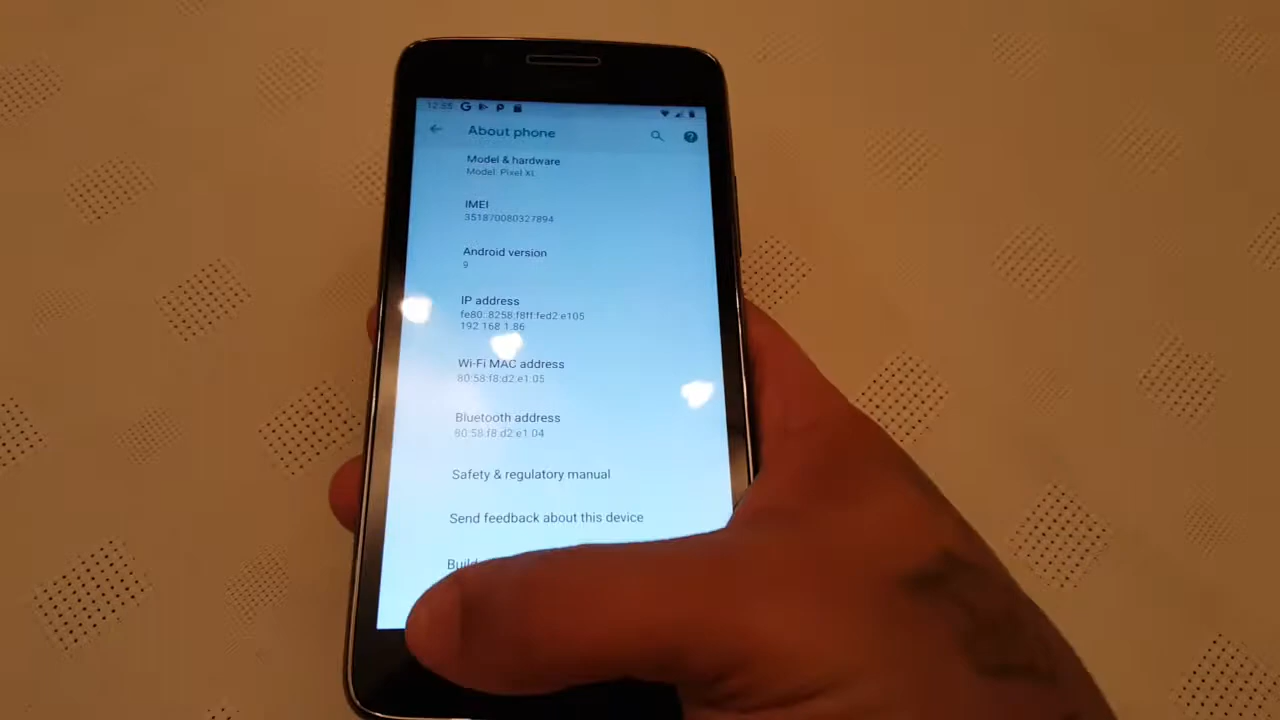 12:55 G P
About phone
Model & hardware
Model: Pixel XL
IMEI
351870080327894
Android version
9
IP address
fe80::8258:f8ff:fed2:e105
192.168.1.86
Wi-Fi MAC address
80:58:f8:d2:e1:05
Bluetooth address
80:58:f8:d2:e1:04
Safety & regulatory manual
Send feedback about this device
Build